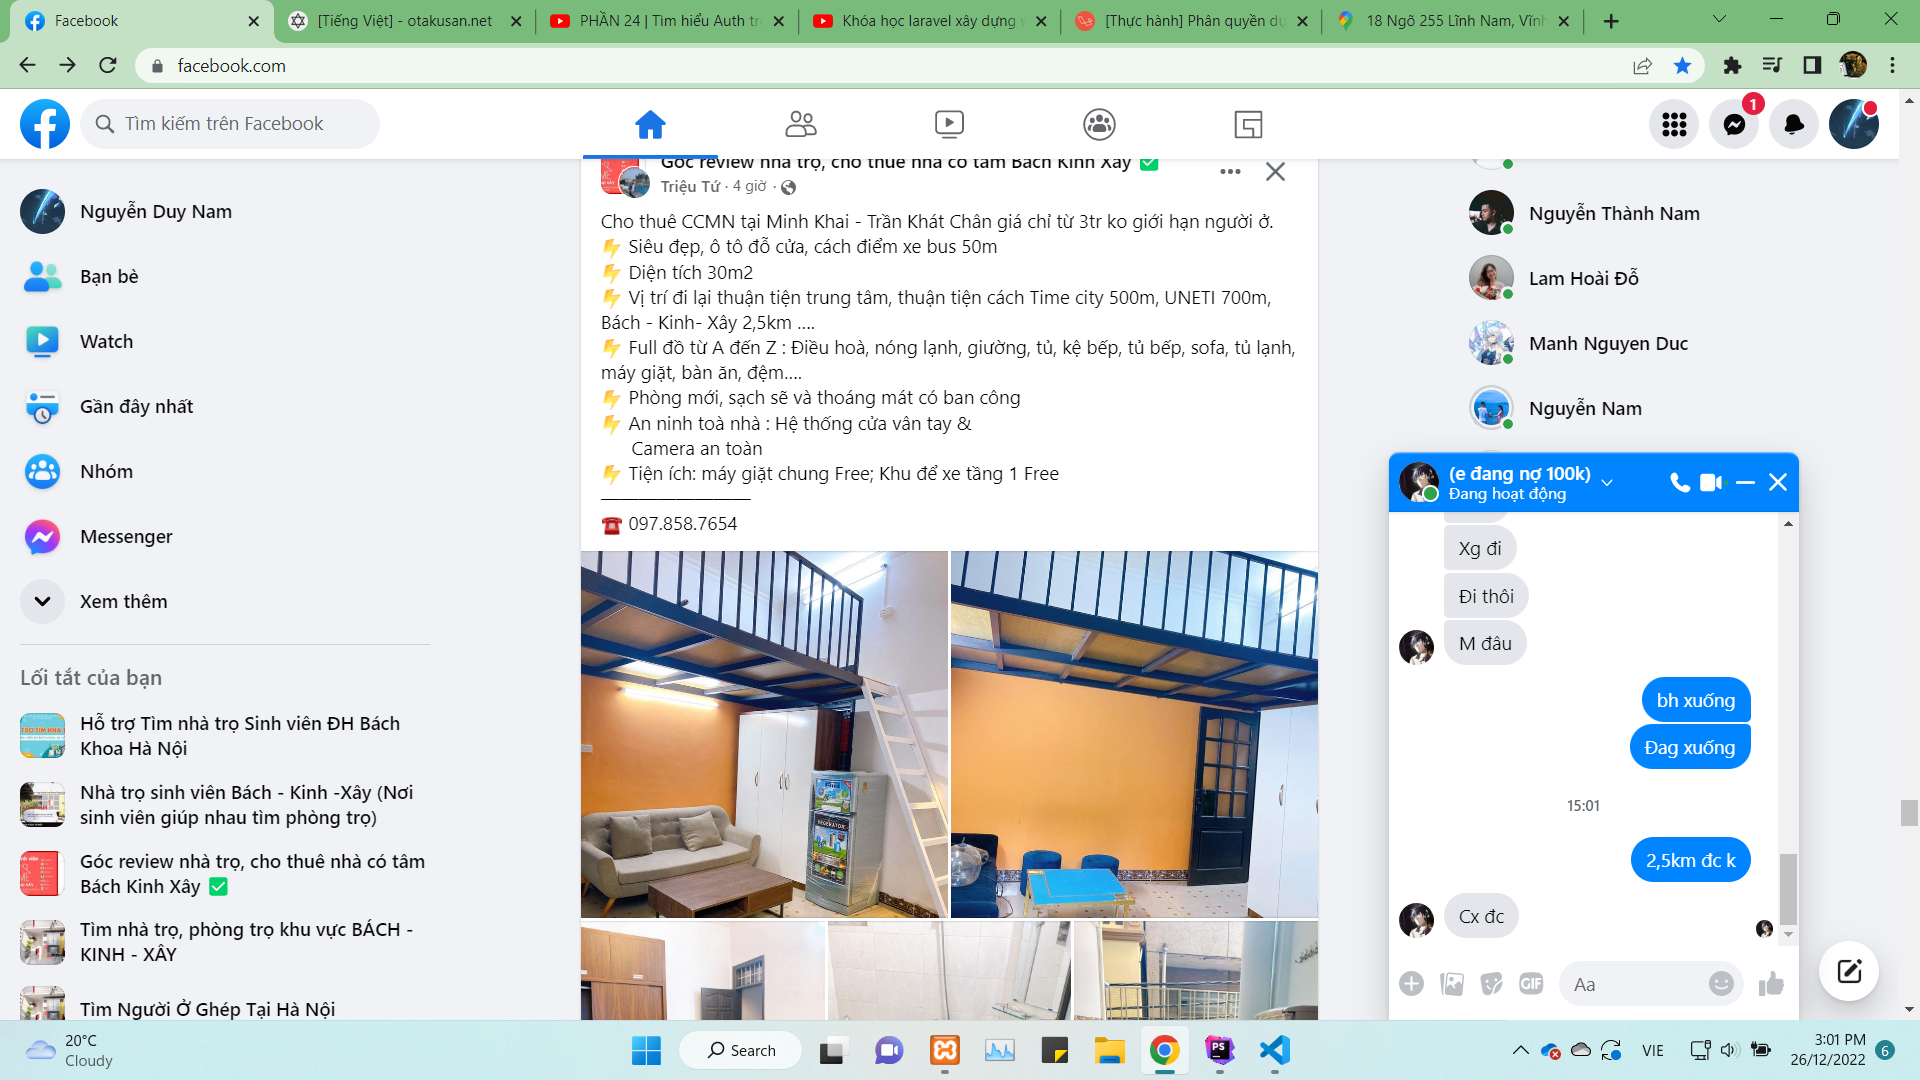 Facebook
[Tiếng Việt] - otakusan.net
PHẦN 24 | Tìm hiểu Auth tr
Khóa học laravel xây dựng
[Thực hành] Phân quyền dụ
18 Ngõ 255 Lĩnh Nam, Vĩnh
facebook.com
Tìm kiếm trên Facebook
1
Nguyễn Duy Nam
Bạn bè
Watch
Gần đây nhất
Nhóm
Messenger
Xem thêm
Lối tắt của bạn
Hỗ trợ Tìm nhà trọ Sinh viên ĐH Bách
Khoa Hà Nội
Nhà trọ sinh viên Bách - Kinh -Xây (Nơi
sinh viên giúp nhau tìm phòng trọ)
Góc review nhà trọ, cho thuê nhà có tâm
Bách Kinh Xây ✅
Tìm nhà trọ, phòng trọ khu vực BÁCH -
KINH - XÂY
Tìm Người Ở Ghép Tại Hà Nội
Góc review nhà trọ, cho thuê nhà có tâm Bách Kinh Xây ✅
Triệu Tứ · 4 giờ ·
Cho thuê CCMN tại Minh Khai - Trần Khát Chân giá chỉ từ 3tr ko giới hạn người ở.
⚡ Siêu đẹp, ô tô đỗ cửa, cách điểm xe bus 50m
⚡ Diện tích 30m2
⚡ Vị trí đi lại thuận tiện trung tâm, thuận tiện cách Time city 500m, UNETI 700m,
Bách - Kinh- Xây 2,5km ....
⚡ Full đồ từ A đến Z : Điều hoà, nóng lạnh, giường, tủ, kệ bếp, tủ bếp, sofa, tủ lạnh,
máy giặt, bàn ăn, đệm....
⚡ Phòng mới, sạch sẽ và thoáng mát có ban công
⚡ An ninh toà nhà : Hệ thống cửa vân tay &
Camera an toàn
⚡ Tiện ích: máy giặt chung Free; Khu để xe tầng 1 Free
————————
☎️ 097.858.7654
Nguyễn Thành Nam
Lam Hoài Đỗ
Manh Nguyen Duc
Nguyễn Nam
(e đang nợ 100k)
Đang hoạt động
Xg đi
Đi thôi
M đâu
bh xuống
Đag xuống
15:01
2,5km đc k
Cx đc
GIF
Aa
20°C
Cloudy
Search
PS
VIE
3:01 PM
26/12/2022
6